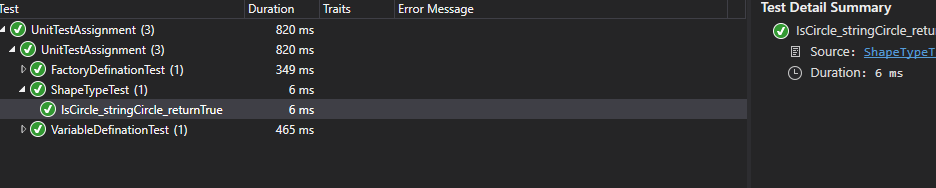 Test Duration Traits Error Message
UnitTestAssignment (3) 820 ms
UnitTestAssignment (3) 820 ms
FactoryDefinationTest (1) 349 ms
ShapeTypeTest (1) 6 ms
IsCircle_stringCircle_returnTrue 6 ms
VariableDefinationTest (1) 465 ms
Test Detail Summary
IsCircle_stringCircle_retu
Source: ShapeTypeT
Duration: 6 ms